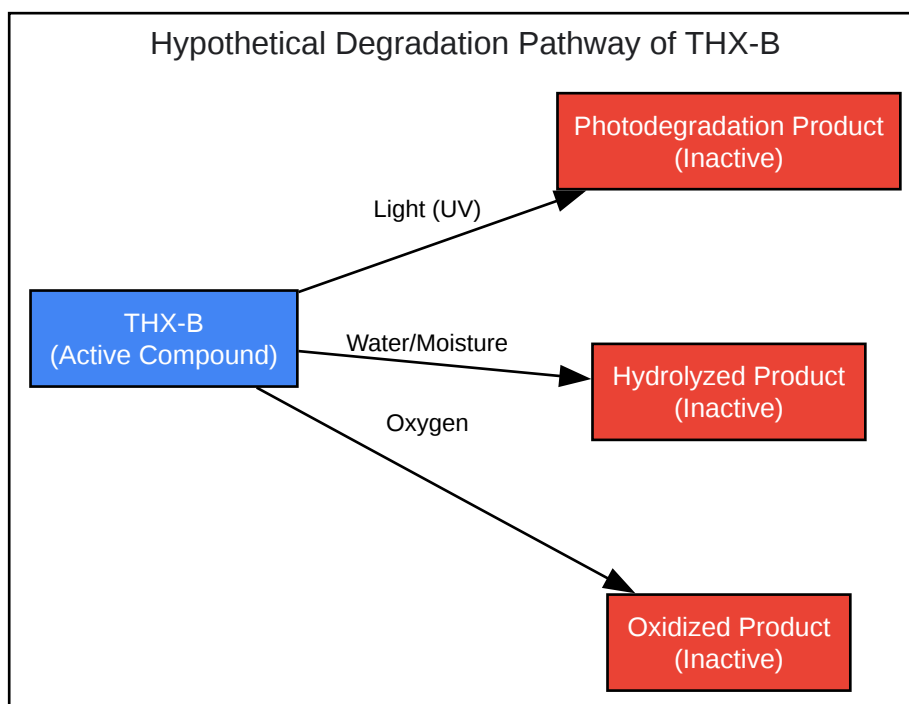 Hypothetical Degradation Pathway of THX-B
Photodegradation Product
(Inactive)
Light (UV)
THX-B
(Active Compound)
Water/Moisture
Hydrolyzed Product
(Inactive)
Oxygen
Oxidized Product
(Inactive)